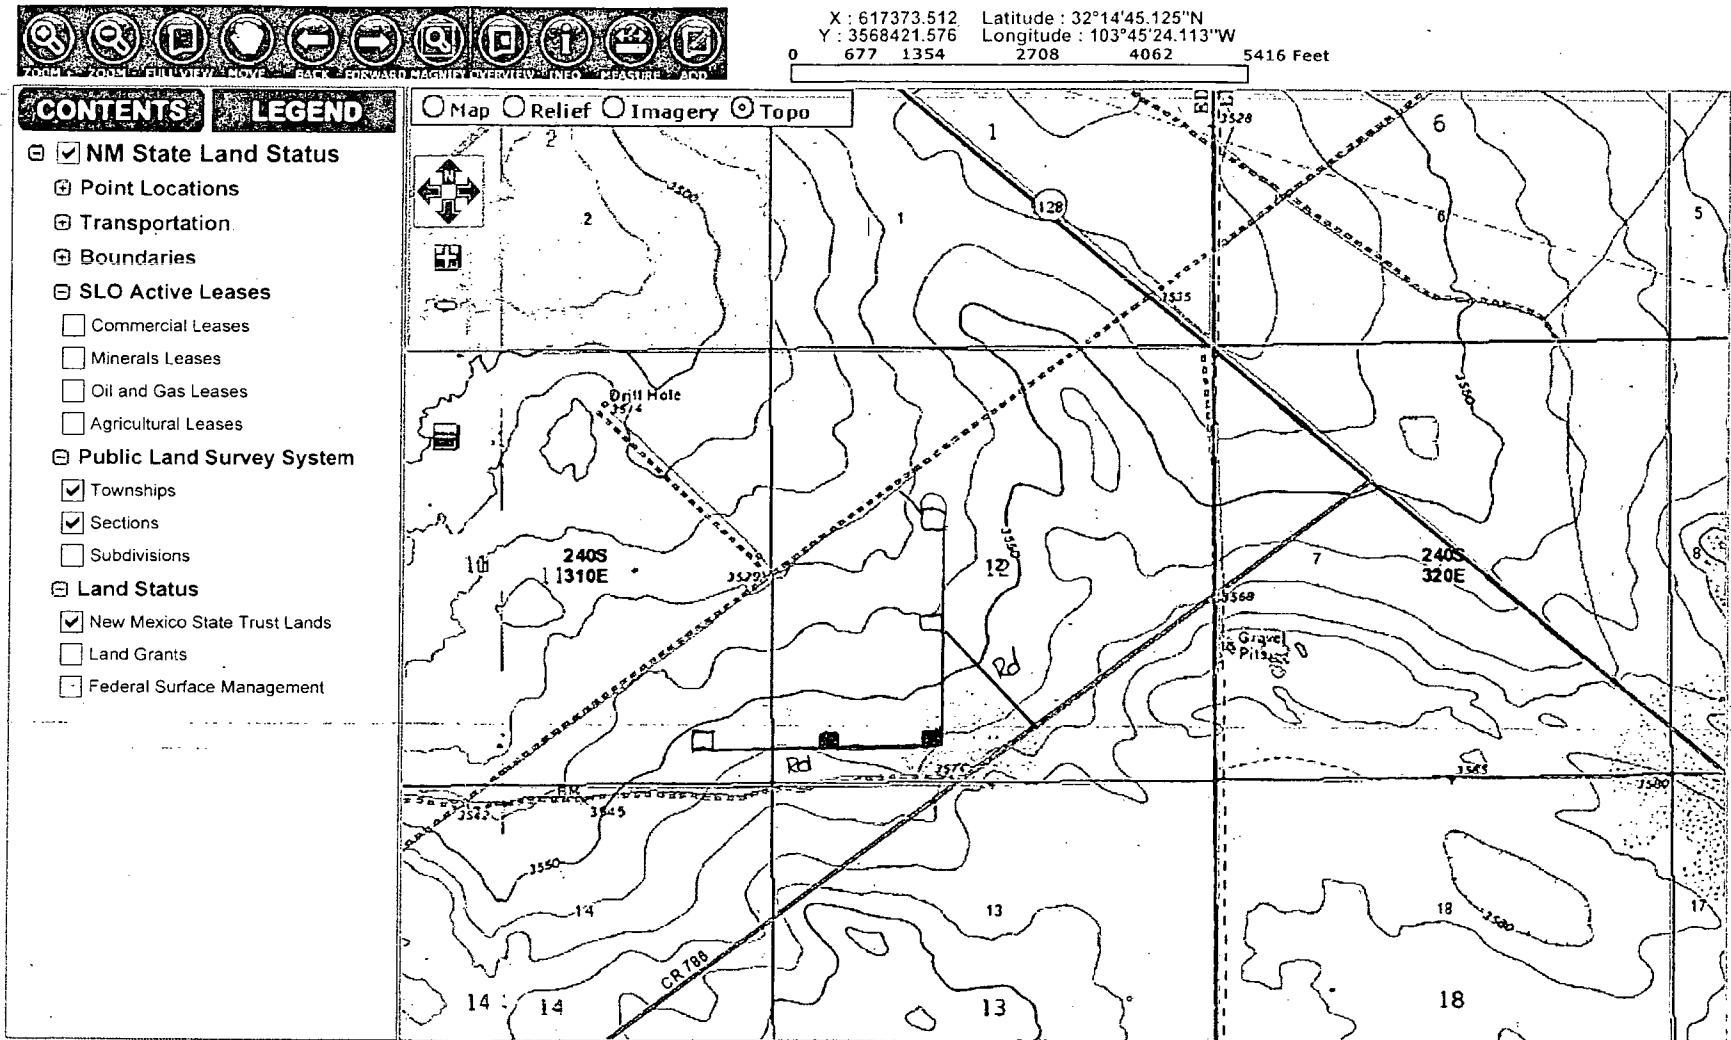 X : 617373.512 Latitude : 32°14'45.125"N
Y : 3568421.576 Longitude : 103°45'24.113"W
0 677 1354 2708 4062 5416 Feet
ZOOM + ZOOM - FULL VIEW MOVE BACK FORWARD MAGNIFY OVERVIEW INFO MEASURE ADD
CONTENTS LEGEND
Map Relief Imagery Topo
NM State Land Status
Point Locations
Transportation
Boundaries
SLO Active Leases
Commercial Leases
Minerals Leases
Oil and Gas Leases
Agricultural Leases
Public Land Survey System
Townships
Sections
Subdivisions
Land Status
New Mexico State Trust Lands
Land Grants
Federal Surface Management
N
3528
1
6
2
3500
128
2
1
6
5
3535
Drill Hole
3514
3550
3550
240S
310E
11
12
7
240S
320E
8
3529
3568
Gravel
Pits
Rd
Rd
3575
3565
3580
3542
3545
3550
14
13
18
17
3580
CR 786
14
14
13
18